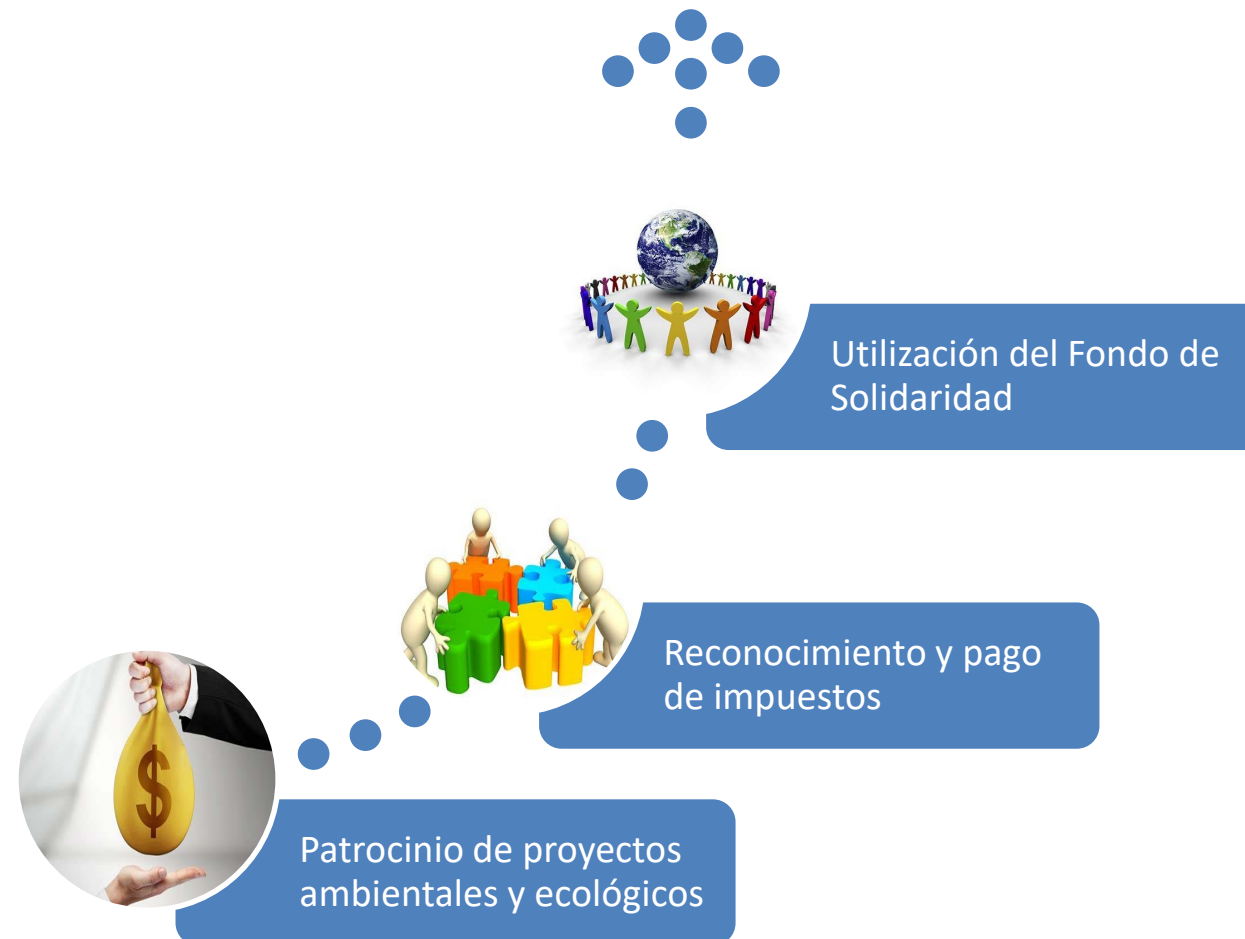 Utilización del Fondo de
Solidaridad
Reconocimiento y pago
de impuestos
$
Patrocinio de proyectos
ambientales y ecológicos